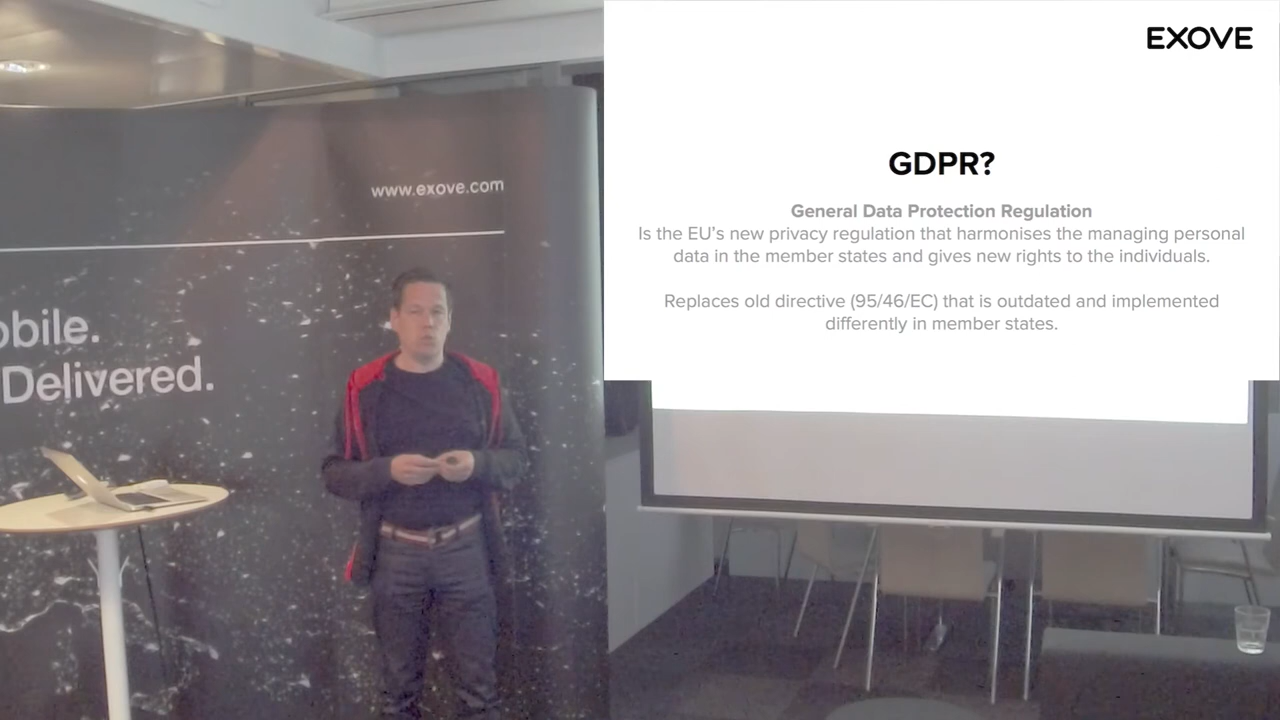 www.exove.com
obile.
Delivered.
EXOVE
GDPR?
General Data Protection Regulation
Is the EU's new privacy regulation that harmonises the managing personal
data in the member states and gives new rights to the individuals.
Replaces old directive (95/46/EC) that is outdated and implemented
differently in member states.